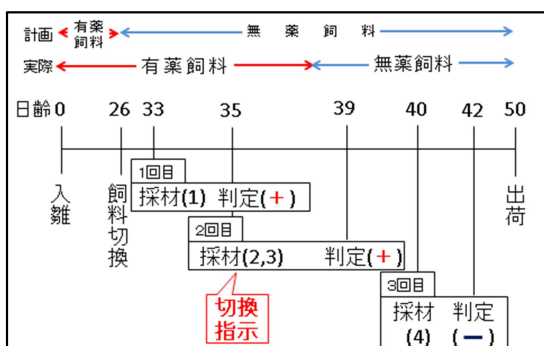 計画 有薬飼料 無薬飼料
実際 有薬飼料 無薬飼料
日齢 0 26 33 35 39 40 42 50
入雛
飼料切換
出荷
1回目
採材(1) 判定(+)
2回目
採材(2,3) 判定(+)
切換
指示
3回目
採材 判定
(4) (ー)